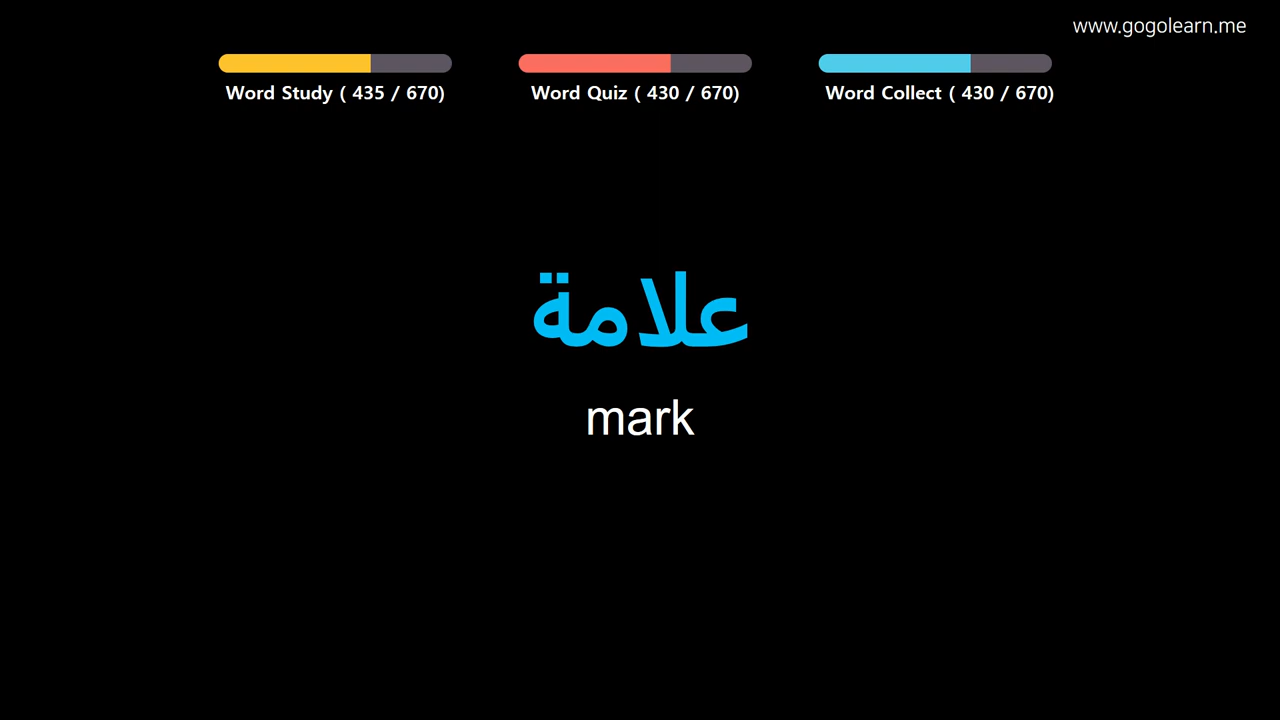 www.gogolearn.me
Word Study ( 435 / 670)
Word Quiz ( 430 / 670)
Word Collect ( 430 / 670)
علامة
mark